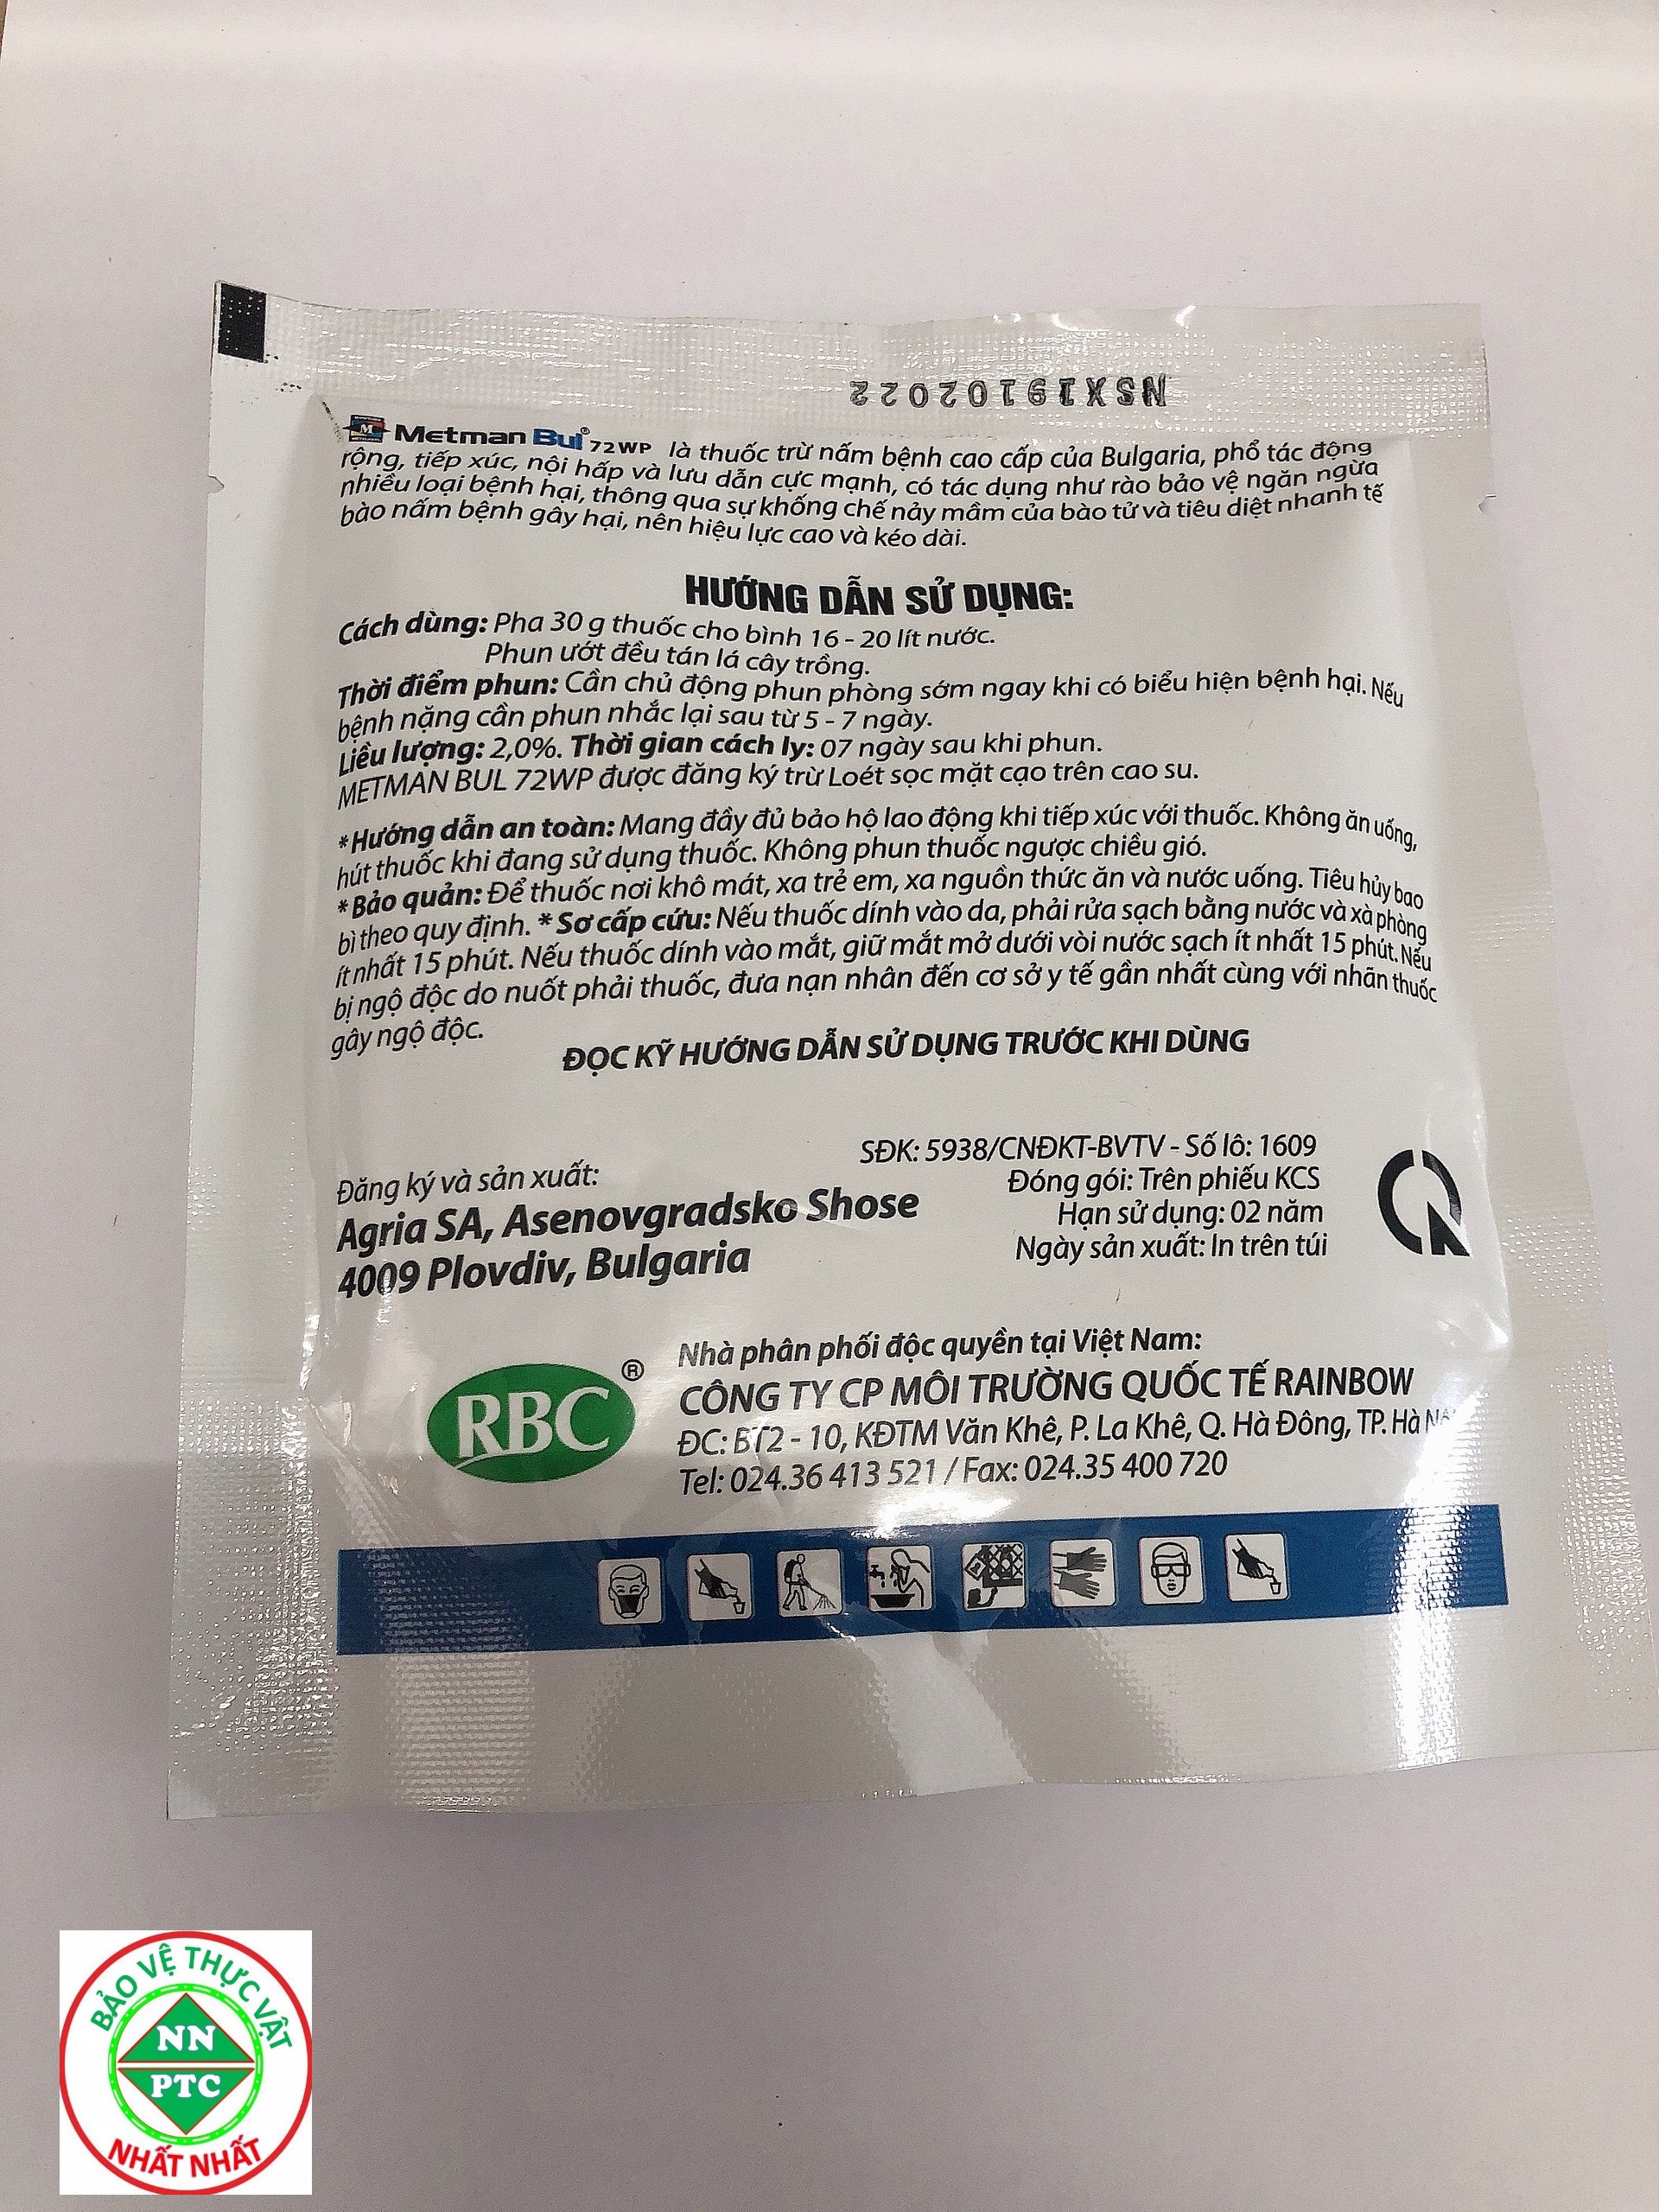 NSX19102022
Metman Bul® 72WP là thuốc trừ nấm bệnh cao cấp của Bulgaria, phổ tác động
rộng, tiếp xúc, nội hấp và lưu dẫn cực mạnh, có tác dụng như rào bảo vệ ngăn ngừa
nhiều loại bệnh hại, thông qua sự khống chế nảy mầm của bào tử và tiêu diệt nhanh tế
bào nấm bệnh gây hại, nên hiệu lực cao và kéo dài.
HƯỚNG DẪN SỬ DỤNG:
Cách dùng: Pha 30 g thuốc cho bình 16 - 20 lít nước.
Phun ướt đều tán lá cây trồng.
Thời điểm phun: Cần chủ động phun phòng sớm ngay khi có biểu hiện bệnh hại. Nếu
bệnh nặng cần phun nhắc lại sau từ 5 - 7 ngày.
Liều lượng: 2,0%. Thời gian cách ly: 07 ngày sau khi phun.
METMAN BUL 72WP được đăng ký trừ Loét sọc mặt cạo trên cao su.
*Hướng dẫn an toàn: Mang đầy đủ bảo hộ lao động khi tiếp xúc với thuốc. Không ăn uống,
hút thuốc khi đang sử dụng thuốc. Không phun thuốc ngược chiều gió.
*Bảo quản: Để thuốc nơi khô mát, xa trẻ em, xa nguồn thức ăn và nước uống. Tiêu hủy bao
bì theo quy định. *Sơ cấp cứu: Nếu thuốc dính vào da, phải rửa sạch bằng nước và xà phòng
ít nhất 15 phút. Nếu thuốc dính vào mắt, giữ mắt mở dưới vòi nước sạch ít nhất 15 phút. Nếu
bị ngộ độc do nuốt phải thuốc, đưa nạn nhân đến cơ sở y tế gần nhất cùng với nhãn thuốc
gây ngộ độc.
ĐỌC KỸ HƯỚNG DẪN SỬ DỤNG TRƯỚC KHI DÙNG
SĐK: 5938/CNĐKT-BVTV - Số lô: 1609
Đóng gói: Trên phiếu KCS
Hạn sử dụng: 02 năm
Ngày sản xuất: In trên túi
Đăng ký và sản xuất:
Agria SA, Asenovgradsko Shose
4009 Plovdiv, Bulgaria
RBC®
Nhà phân phối độc quyền tại Việt Nam:
CÔNG TY CP MÔI TRƯỜNG QUỐC TẾ RAINBOW
ĐC: BT2 - 10, KĐTM Văn Khê, P. La Khê, Q. Hà Đông, TP. Hà
Tel: 024.36 413 521 / Fax: 024.35 400 720
BẢO VỆ THỰC VẬT
NN
PTC
NHẤT NHẤT